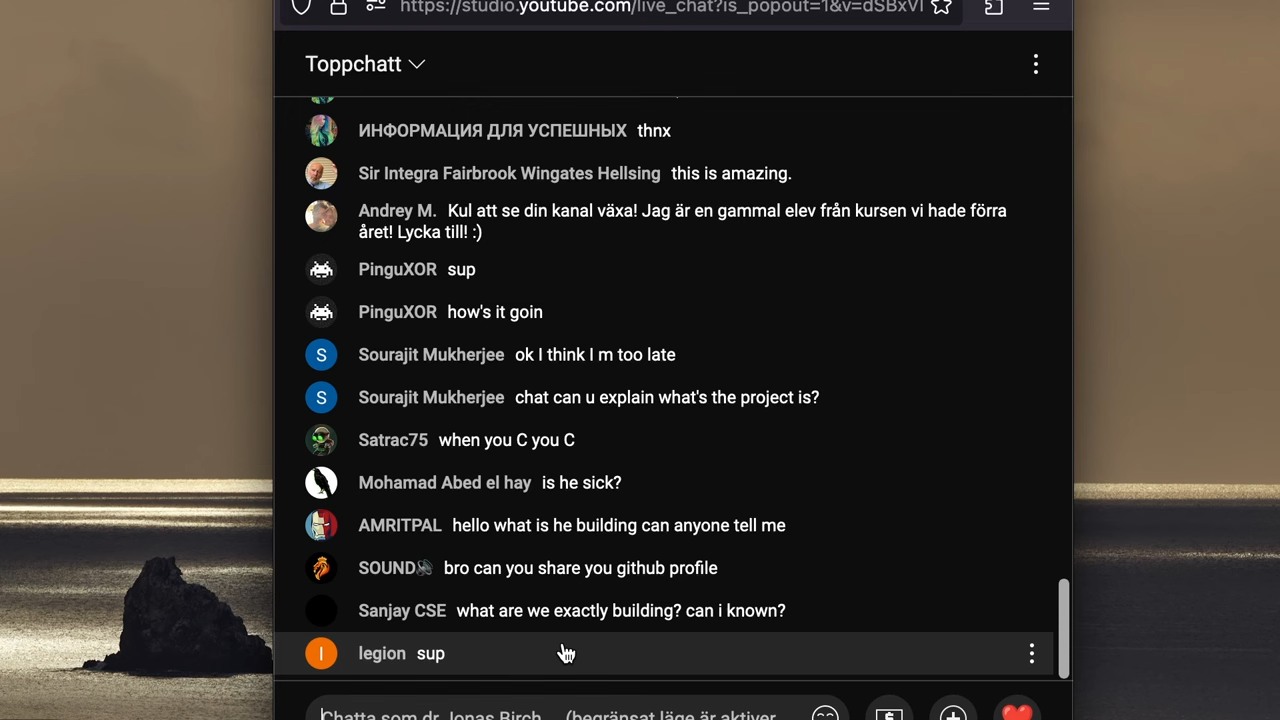 https://studio.youtube.com/live_chat?is_popout=1&v=dSBxVI
Toppchatt
ИНФОРМАЦИЯ ДЛЯ УСПЕШНЫХ thnx
Sir Integra Fairbrook Wingates Hellsing this is amazing.
Andrey M. Kul att se din kanal växa! Jag är en gammal elev från kursen vi hade förra
året! Lycka till! :)
PinguXOR sup
PinguXOR how's it goin
S Sourajit Mukherjee ok I think I m too late
S Sourajit Mukherjee chat can u explain what's the project is?
Satrac75 when you C you C
Mohamad Abed el hay is he sick?
AMRITPAL hello what is he building can anyone tell me
SOUND🔊 bro can you share you github profile
Sanjay CSE what are we exactly building? can i known?
l legion sup
Chatta som dr. Jonas Birch... (begränsat läge är aktiver